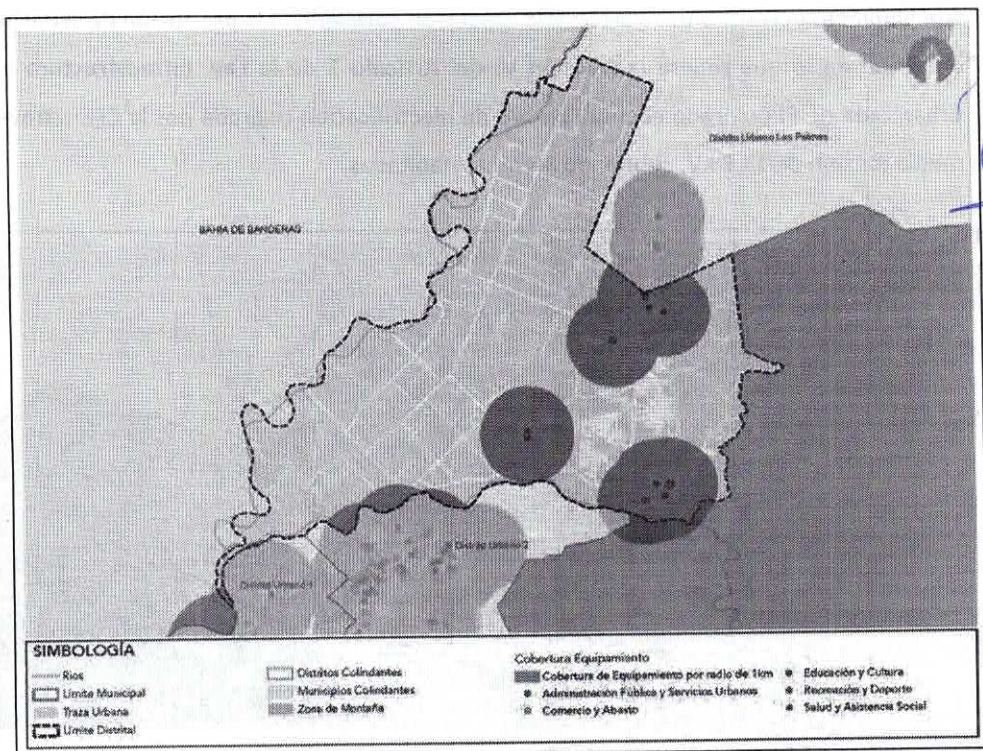 Distrito Urbano Las Palmas
BAHIA DE BANDERAS
Distrito Urbano 2
Distrito Urbano 1
SIMBOLOGÍA
Rios
Límite Municipal
Traza Urbana
Límite Distrital
Distritos Colindantes
Municipios Colindantes
Zona de Montaña
Cobertura Equipamiento
Cobertura de Equipamiento por radio de 1km
Administración Pública y Servicios Urbanos
Comercio y Abasto
Educación y Cultura
Recreación y Deporte
Salud y Asistencia Social